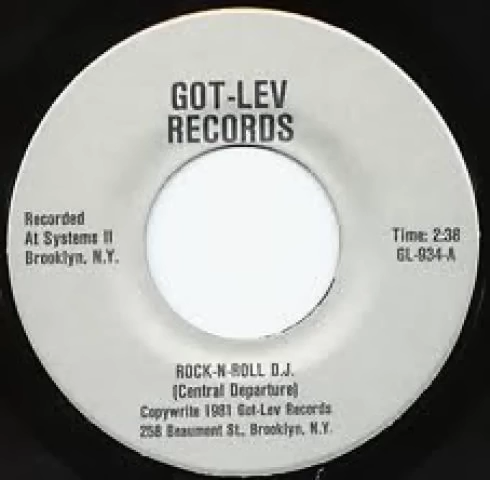 GOT-LEV
RECORDS
Recorded
At Systems II
Brooklyn, N.Y.
Time: 2:38
GL-934-A
ROCK-N-ROLL D.J.
(Central Departure)
Copywrite 1981 Got-Lev Records
258 Beaumont St., Brooklyn, N.Y.